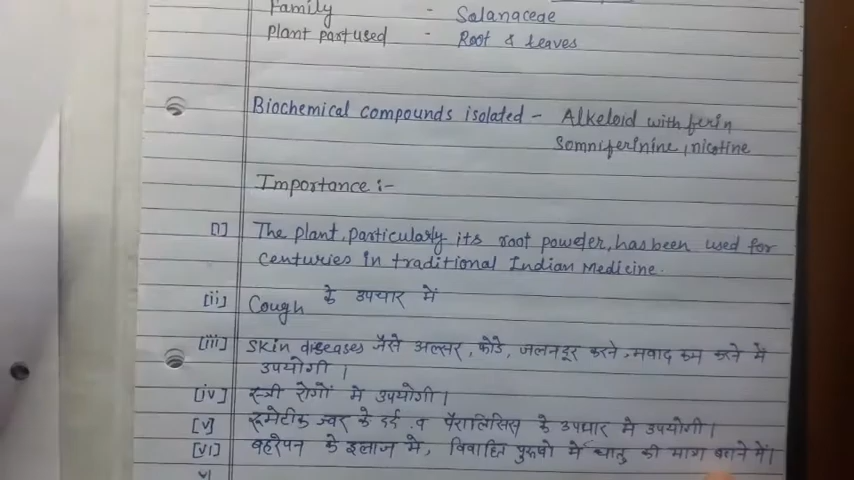 Family - Solanaceae
Plant part used - Root & leaves
Biochemical compounds isolated - Alkeloid with ferin
Somniferinine, nicotine
Importance :-
[i] The plant, particularly its root powder, has been used for
centuries in traditional Indian Medicine.
[ii] Cough के उपचार में
[iii] Skin diseases जैसे अल्सर, फोडे, जलन दूर करने, मवाद कम करने में
उपयोगी ।
[iv] स्त्री रोगों में उपयोगी ।
[v] रूमेटीक ज्वर के दर्द व पैरालिसिस के उपचार मे उपयोगी ।
[vi] बहरेपन के इलाज मे, विवाहित पुरुषो में धातु की मात्रा बढाने में ।